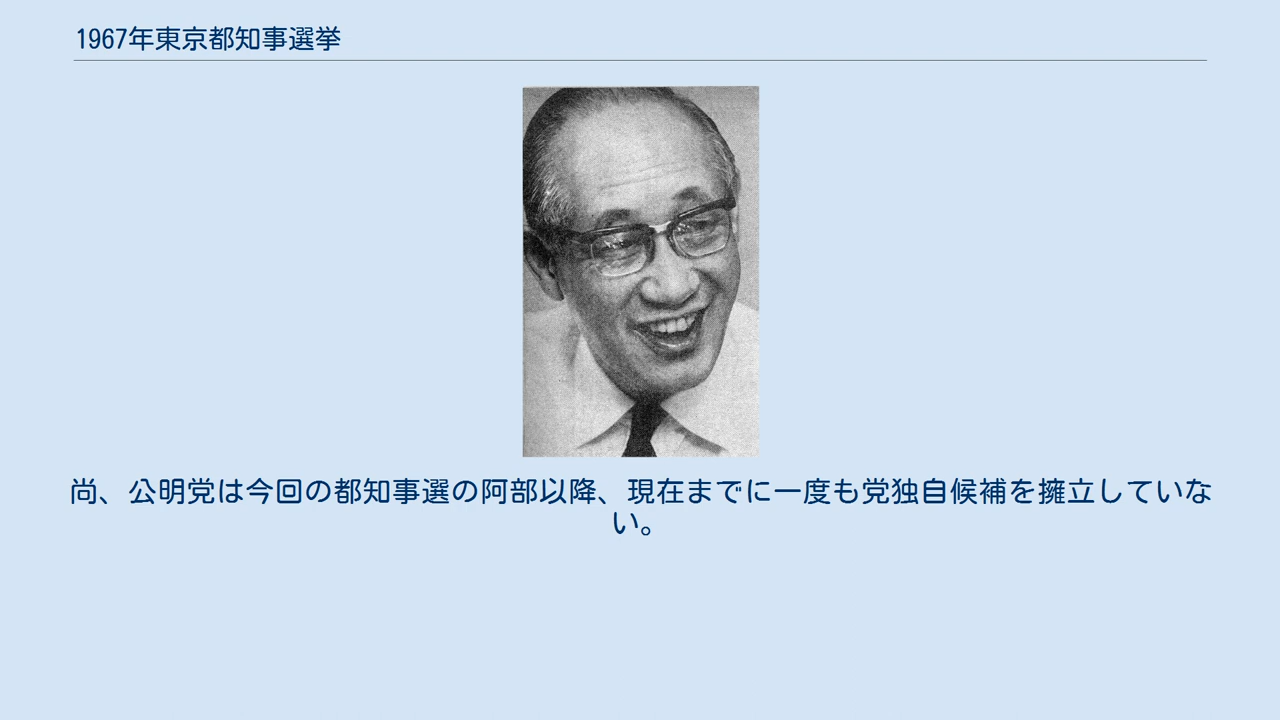 1967年東京都知事選挙
尚、公明党は今回の都知事選の阿部以降、現在までに一度も党独自候補を擁立していな
い。